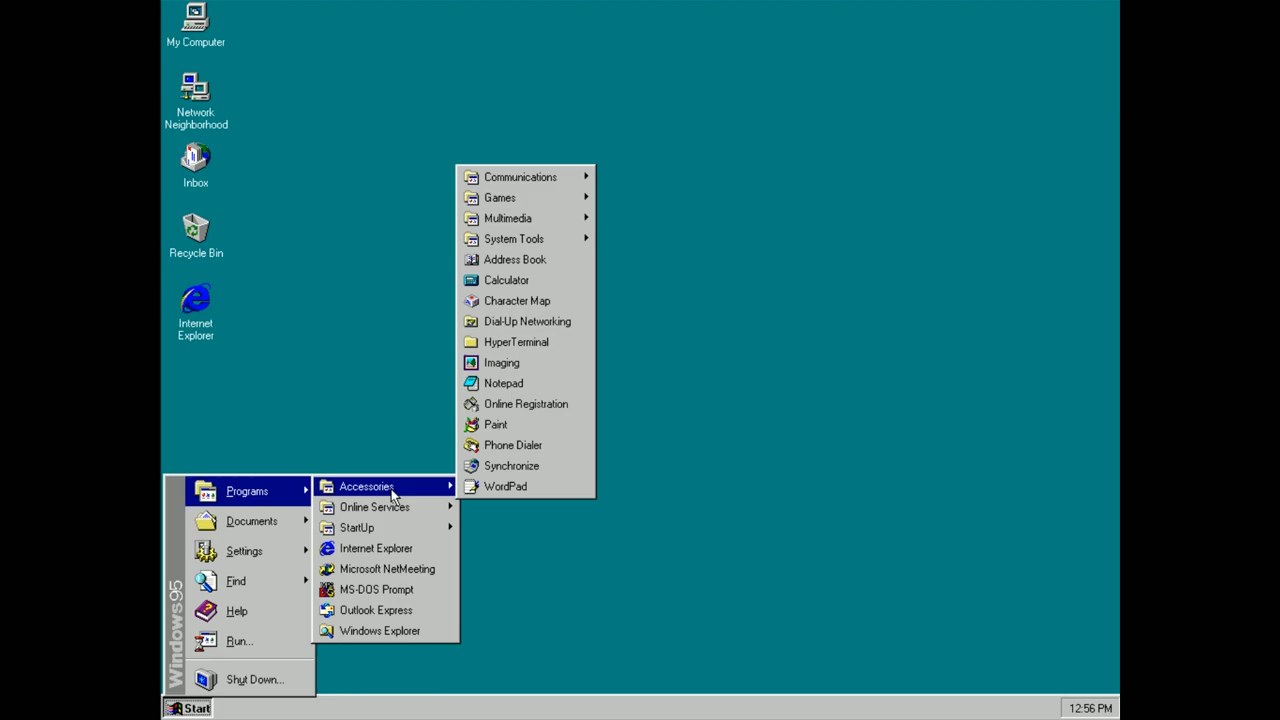 My Computer
Network
Neighborhood
Inbox
Recycle Bin
Internet
Explorer
Communications
Games
Multimedia
System Tools
Address Book
Calculator
Character Map
Dial-Up Networking
HyperTerminal
Imaging
Notepad
Online Registration
Paint
Phone Dialer
Synchronize
WordPad
Accessories
Online Services
StartUp
Internet Explorer
Microsoft NetMeeting
MS-DOS Prompt
Outlook Express
Windows Explorer
Programs
Documents
Settings
Find
Help
Run...
Shut Down...
Windows95
Start
12:56 PM